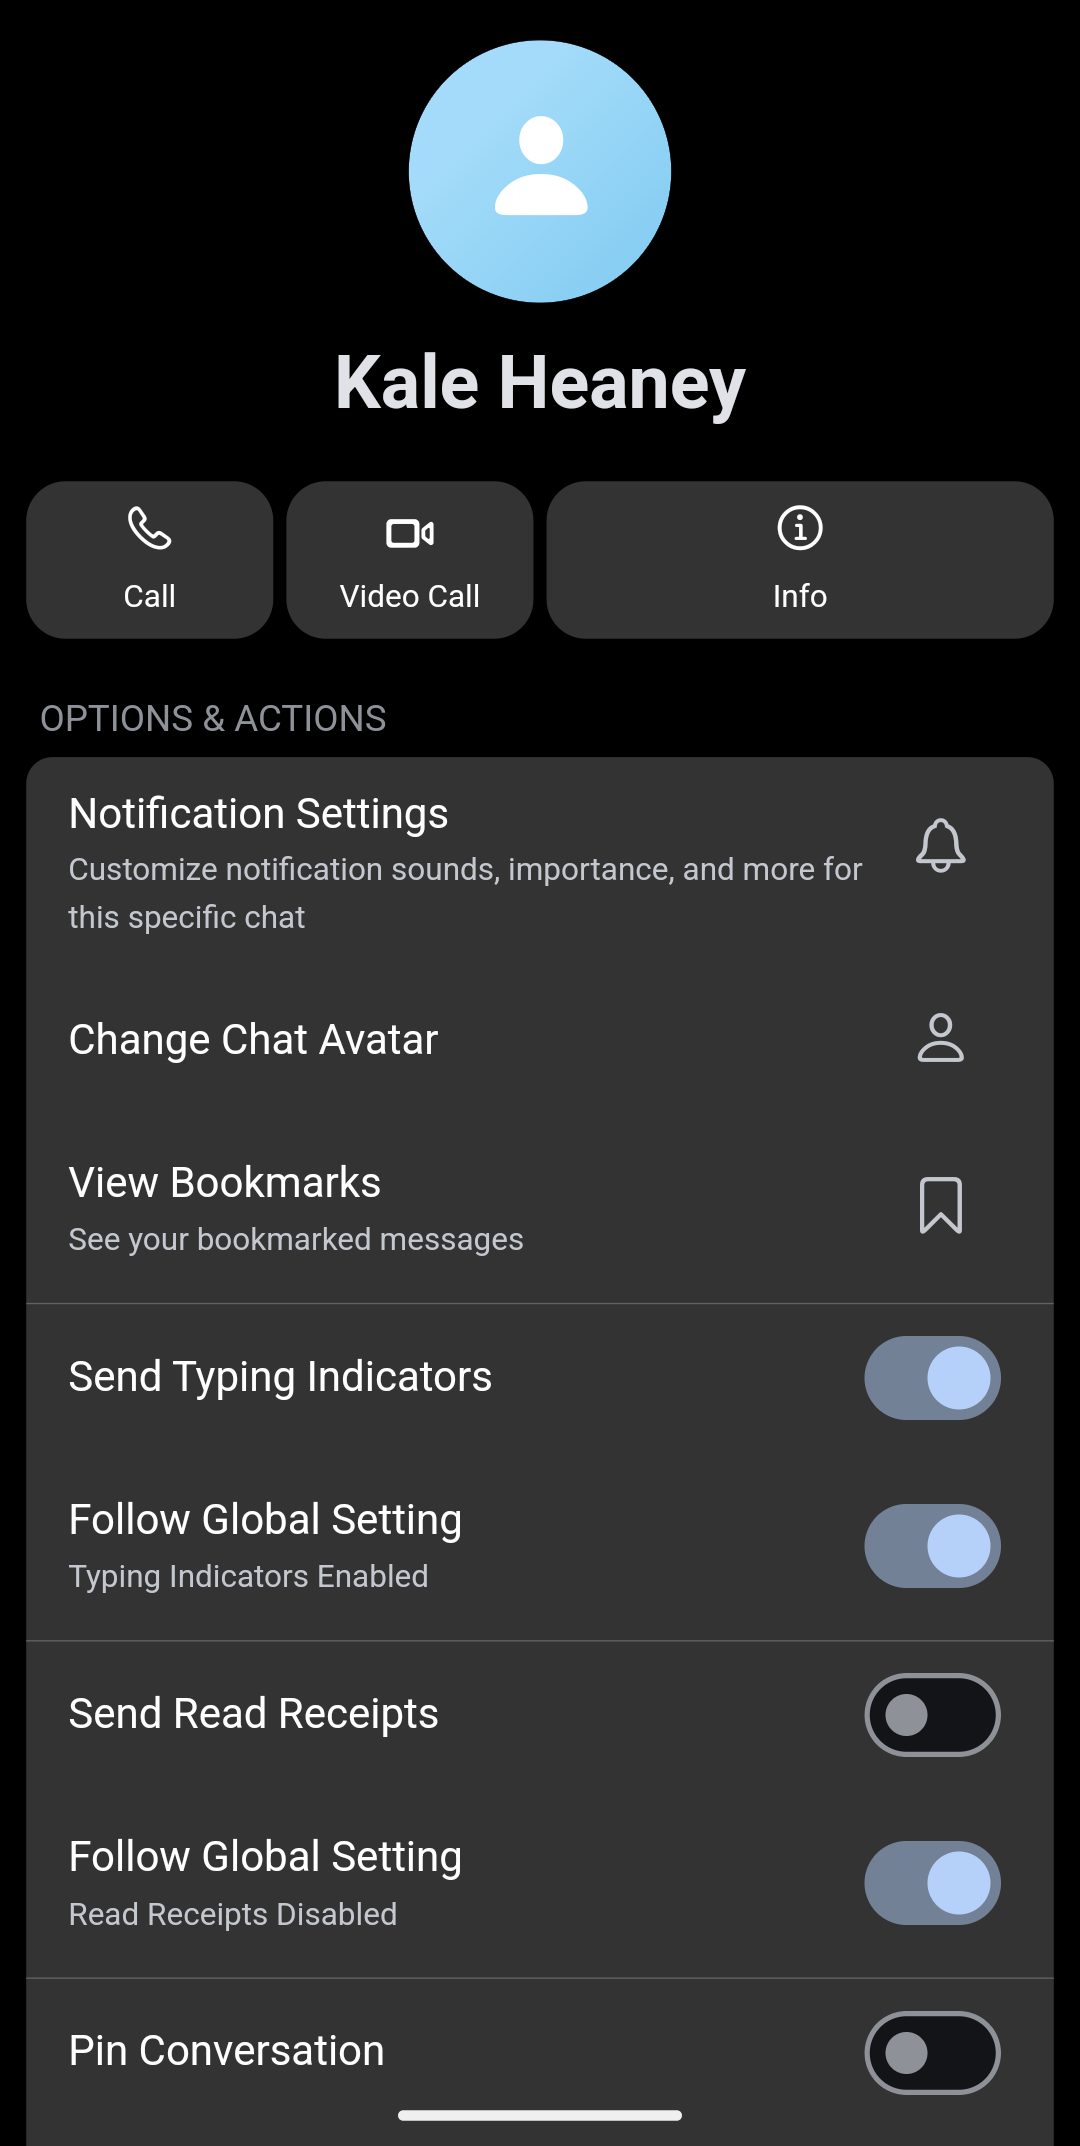 Kale Heaney
Call
Video Call
Info
OPTIONS & ACTIONS
Notification Settings
Customize notification sounds, importance, and more for
this specific chat
Change Chat Avatar
View Bookmarks
See your bookmarked messages
Send Typing Indicators
Follow Global Setting
Typing Indicators Enabled
Send Read Receipts
Follow Global Setting
Read Receipts Disabled
Pin Conversation